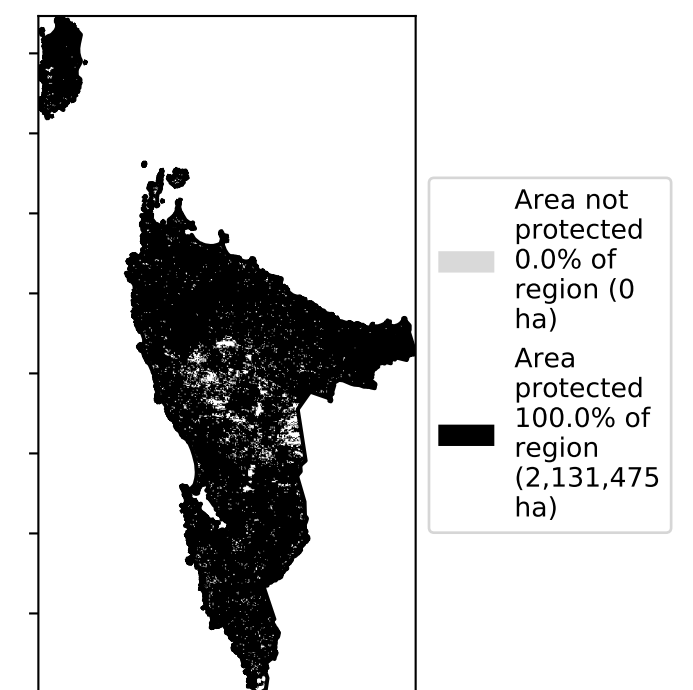 Area not
protected
0.0% of
region (0
ha)
Area
protected
100.0% of
region
(2,131,475
ha)